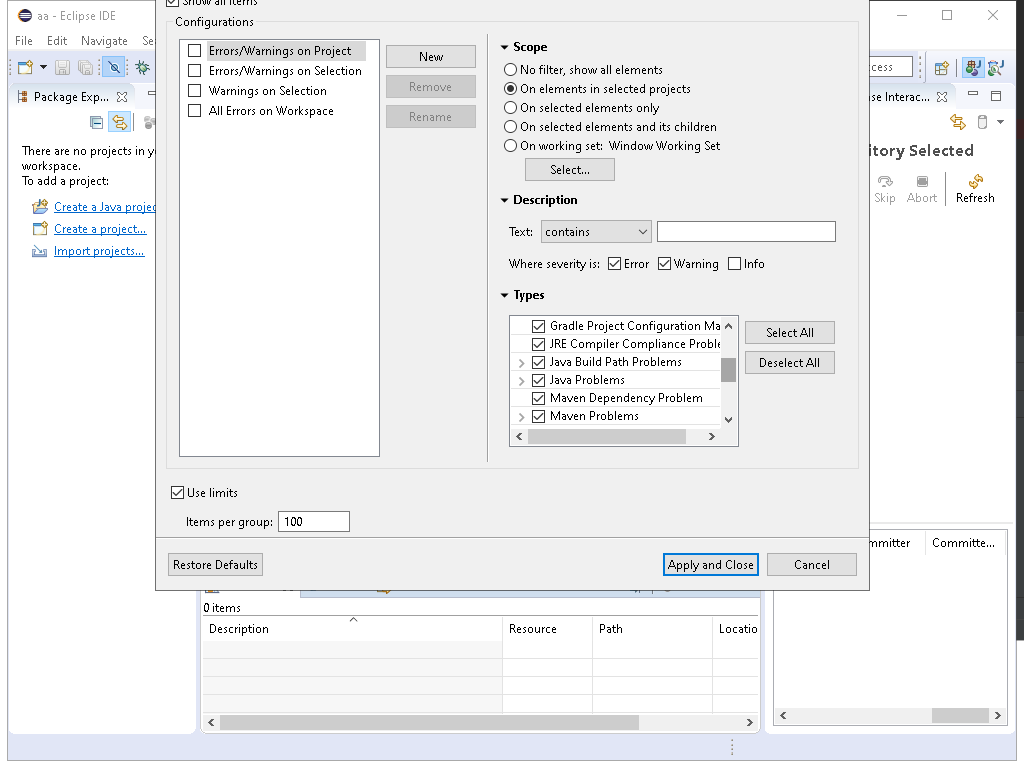 aa - Eclipse IDE
Show all items
File Edit Navigate Se
Configurations
Errors/Warnings on Project
Errors/Warnings on Selection
Warnings on Selection
All Errors on Workspace
New
Remove
Rename
Scope
No filter, show all elements
On elements in selected projects
On selected elements only
On selected elements and its children
On working set: Window Working Set
Select...
Description
Text: contains
Where severity is: Error Warning Info
Types
Gradle Project Configuration Ma
JRE Compiler Compliance Proble
Java Build Path Problems
Java Problems
Maven Dependency Problem
Maven Problems
Select All
Deselect All
Use limits
Items per group: 100
Restore Defaults
Apply and Close
Cancel
Package Exp...
There are no projects in y
workspace.
To add a project:
Create a Java projec
Create a project...
Import projects...
cess
se Interac...
itory Selected
Skip Abort Refresh
mmitter Committe...
0 items
Description Resource Path Locatio